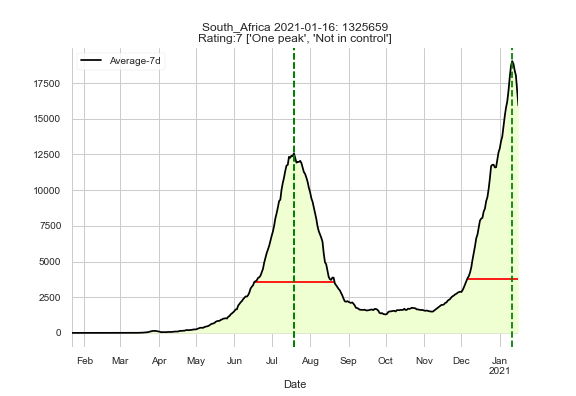 South_Africa 2021-01-16: 1325659
Rating:7 ['One peak', 'Not in control']
Average-7d
17500
15000
12500
10000
7500
5000
2500
0
Feb Mar Apr May Jun Jul Aug Sep Oct Nov Dec Jan
2021
Date